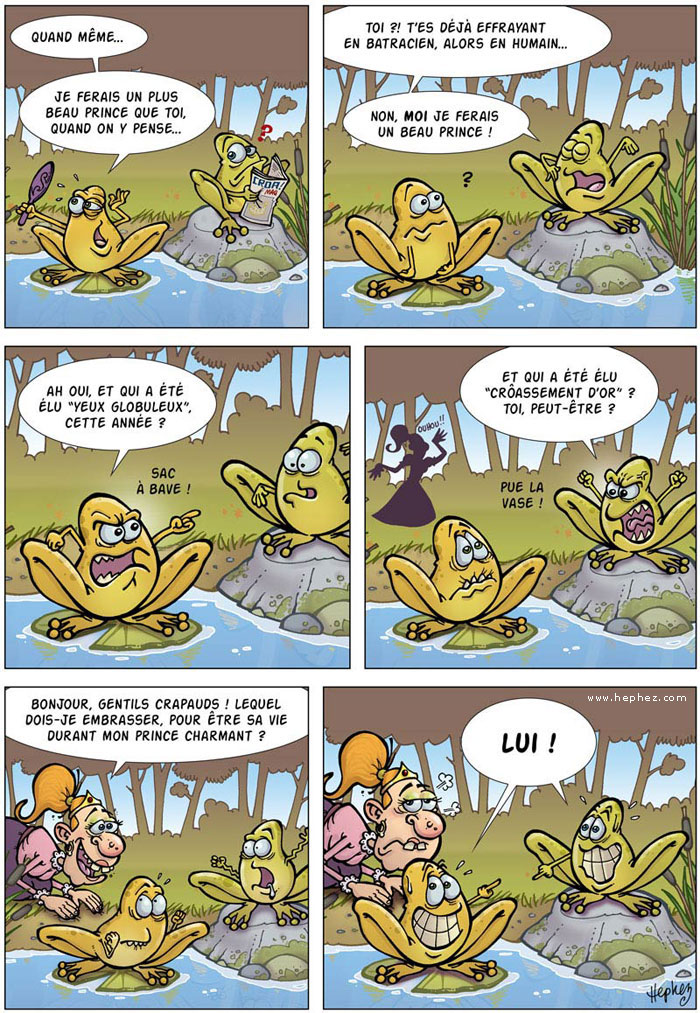 QUAND MÊME...
JE FERAIS UN PLUS
BEAU PRINCE QUE TOI,
QUAND ON Y PENSE...
?
CROA!
MAG
TOI ?! T'ES DÉJÀ EFFRAYANT
EN BATRACIEN, ALORS EN HUMAIN...
NON, MOI JE FERAIS
UN BEAU PRINCE !
?
AH OUI, ET QUI A ÉTÉ
ÉLU "YEUX GLOBULEUX",
CETTE ANNÉE ?
SAC
À BAVE !
ET QUI A ÉTÉ ÉLU
"CRÔASSEMENT D'OR" ?
TOI, PEUT-ÊTRE ?
OUHOU!!
PUE LA
VASE !
BONJOUR, GENTILS CRAPAUDS ! LEQUEL
DOIS-JE EMBRASSER, POUR ÊTRE SA VIE
DURANT MON PRINCE CHARMANT ?
www.hephez.com
LUI !
Hephez